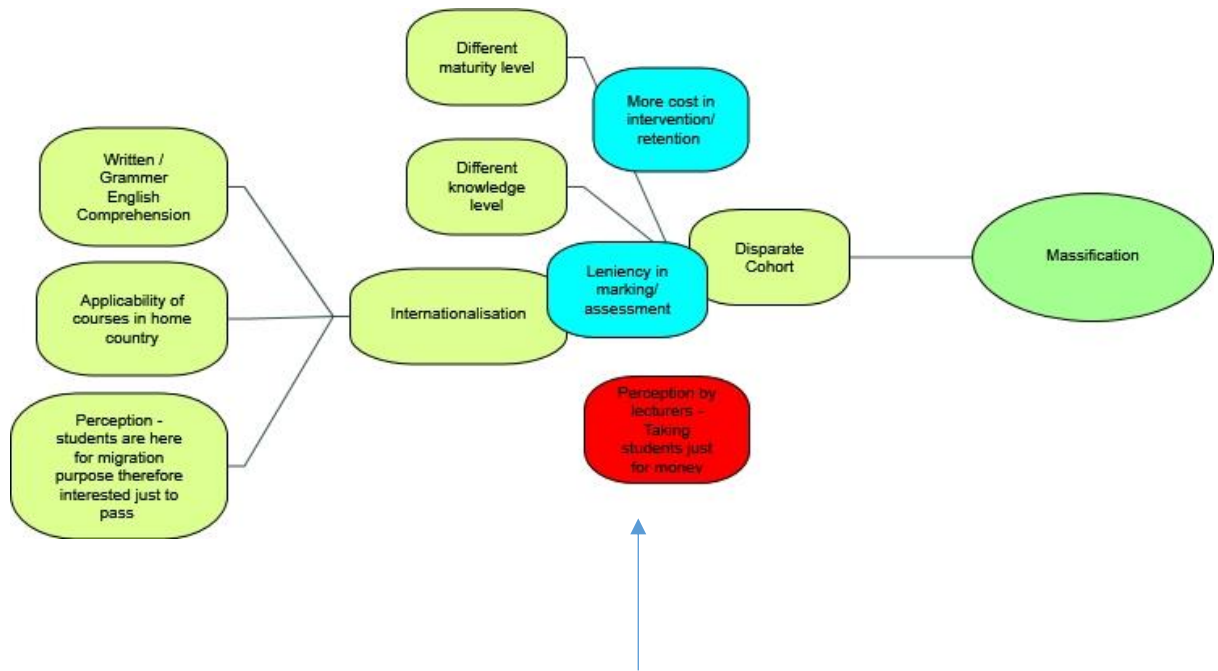 Different
maturity level
More cost in
intervention/
retention
Written /
Grammer
English
Comprehension
Different
knowledge
level
Disparate
Cohort
Massification
Leniency in
marking/
assessment
Applicability of
courses in home
country
Internationalisation
Perception -
students are here
for migration
purpose therefore
interested just to
pass
Perception by
lecturers -
Taking
students just
for money